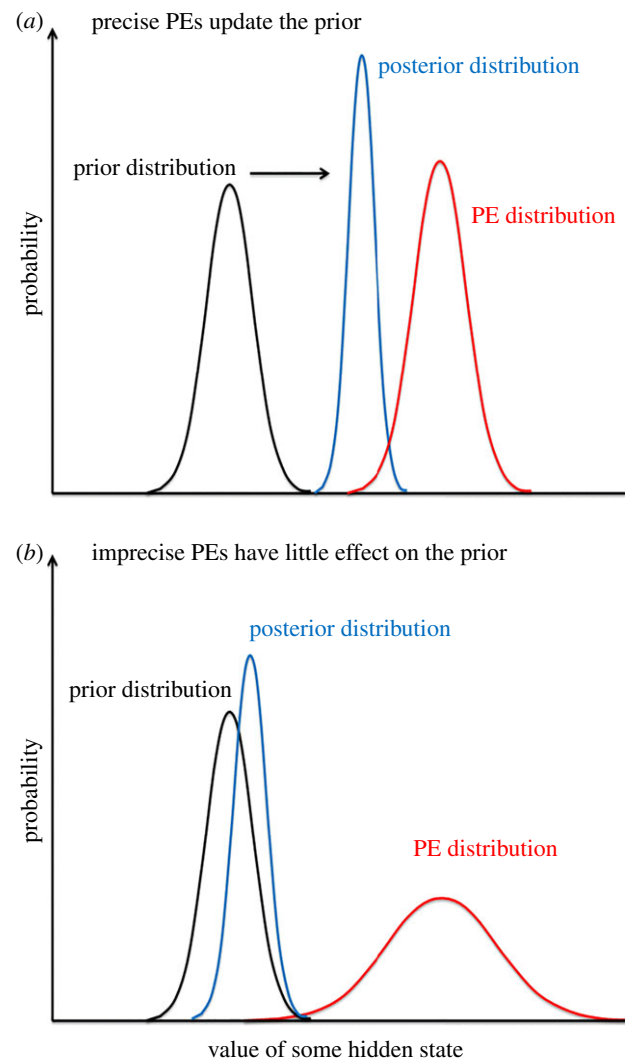 (a) precise PEs update the prior
posterior distribution
prior distribution
PE distribution
probability
(b) imprecise PEs have little effect on the prior
posterior distribution
prior distribution
PE distribution
probability
value of some hidden state